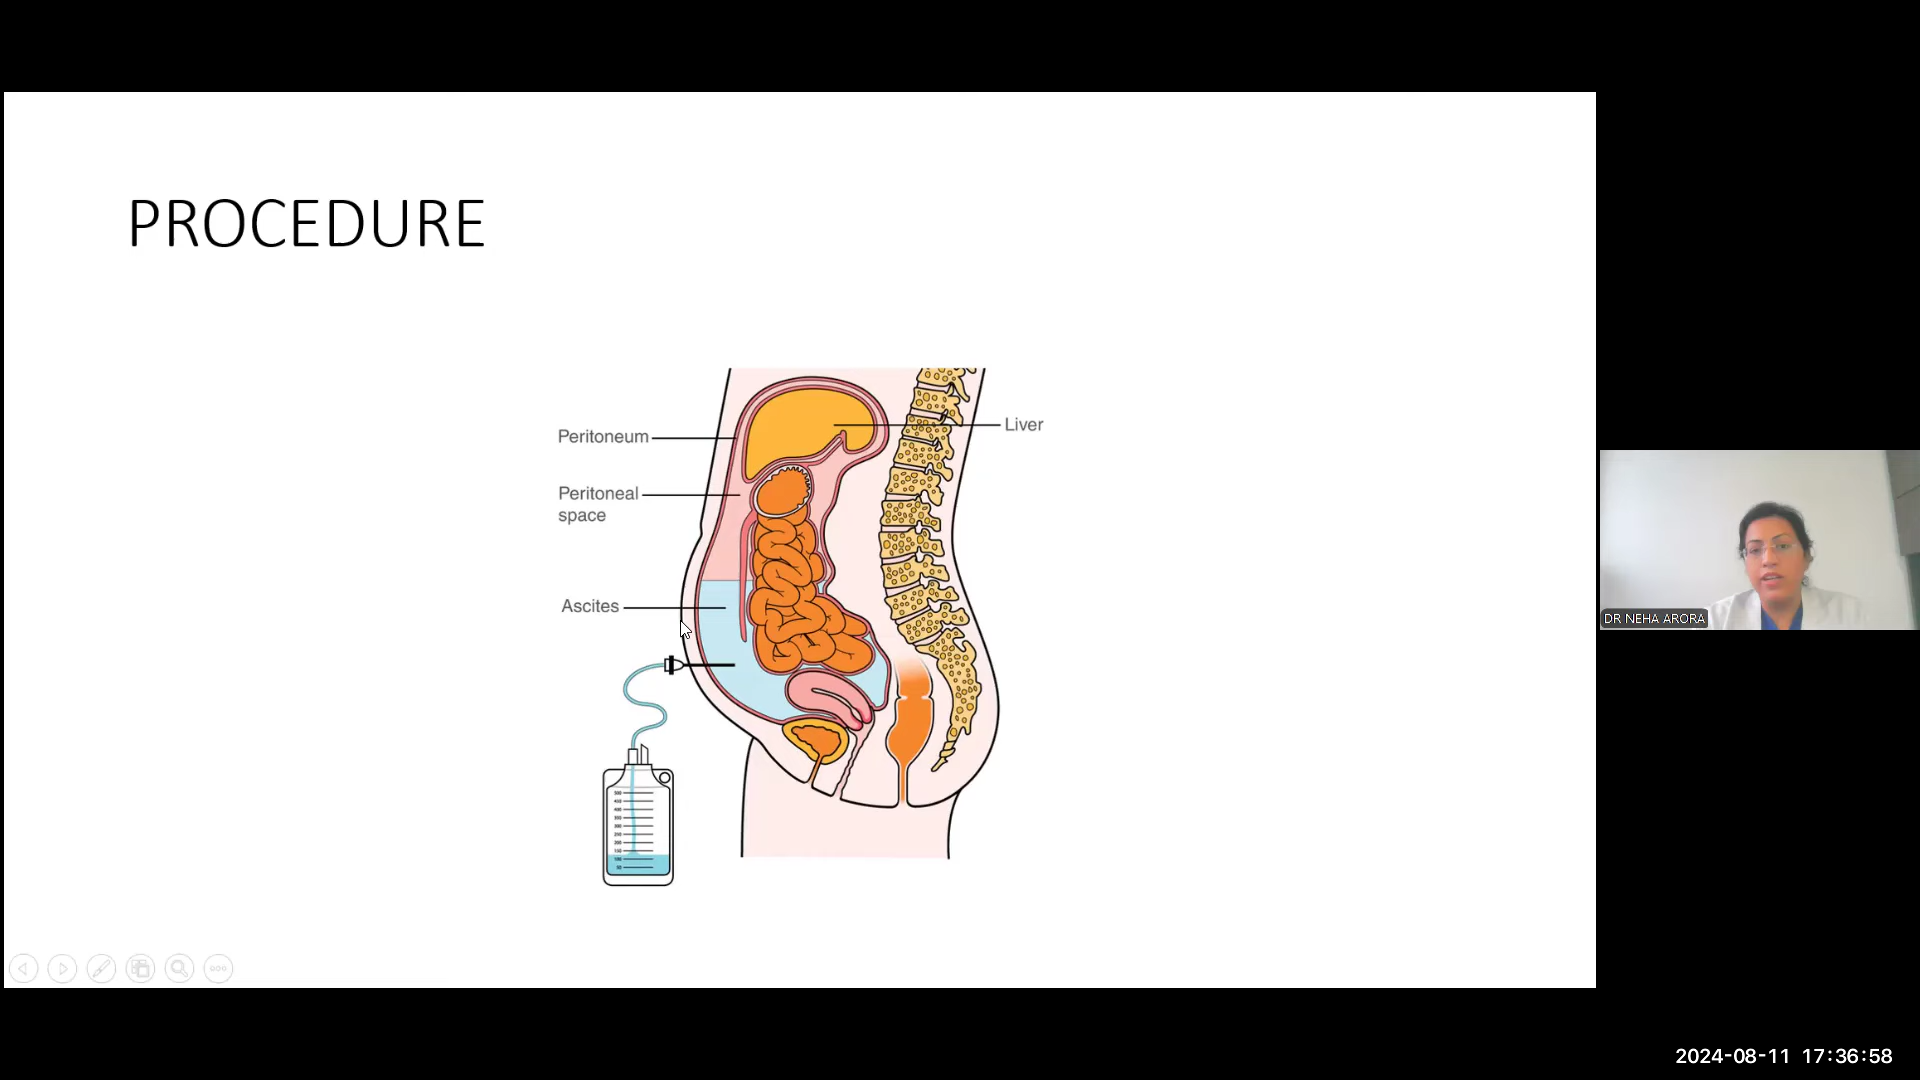 PROCEDURE
Peritoneum
Liver
Peritoneal
space
Ascites
DR NEHA ARORA
2024-08-11 17:36:58